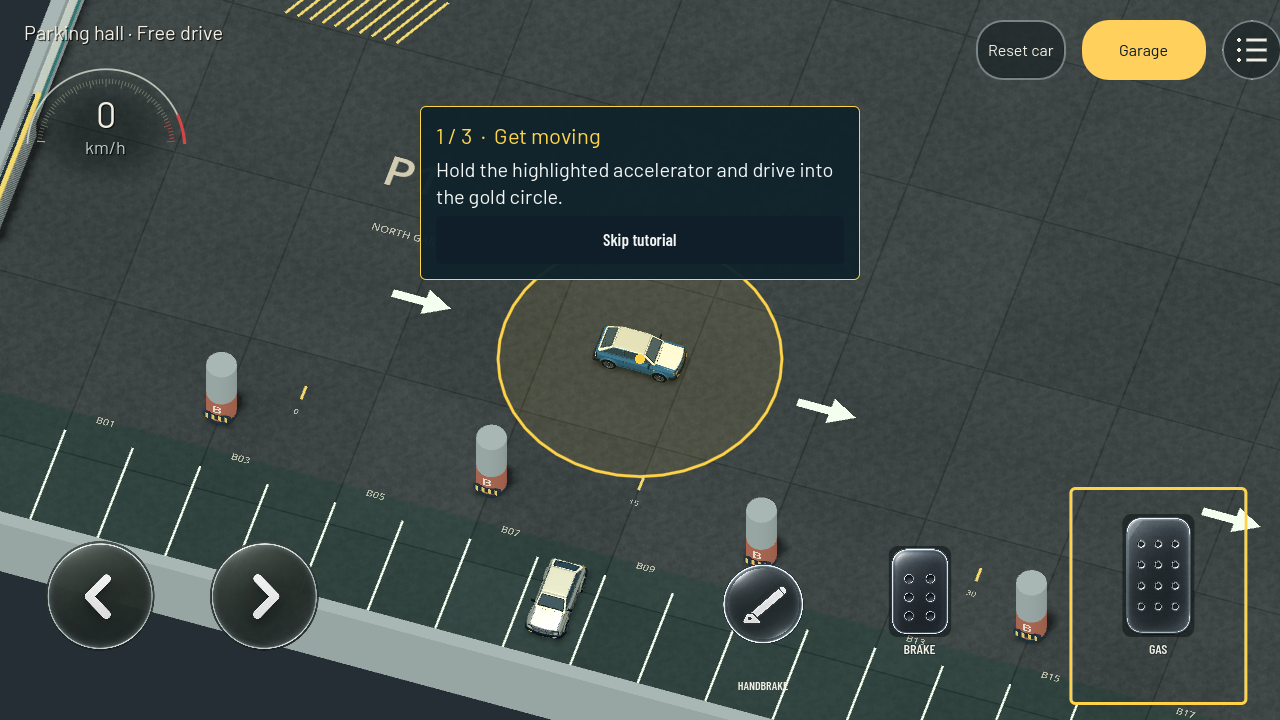 Parking hall · Free drive
Reset car
Garage
0
km/h
1 / 3 · Get moving
Hold the highlighted accelerator and drive into
the gold circle.
Skip tutorial
P
NORTH G
B01
B03
B05
B07
B09
B13
B15
B17
0
15
30
B
B
B
B
HANDBRAKE
BRAKE
GAS